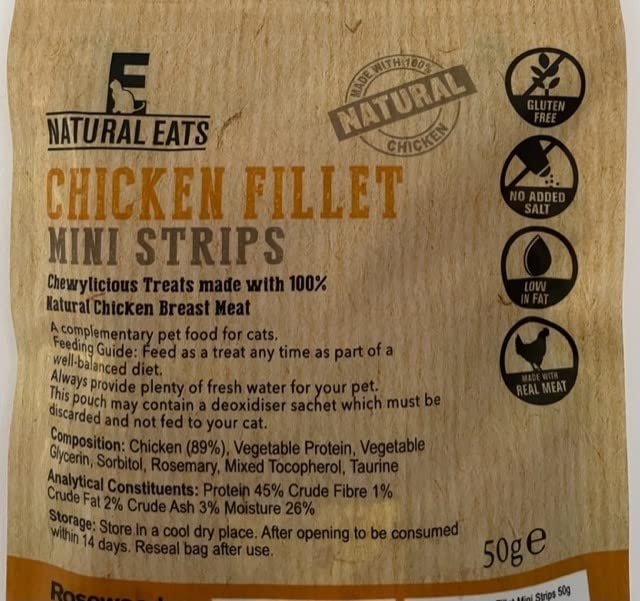 E
NATURAL EATS
MADE WITH 100%
NATURAL
CHICKEN
GLUTEN
FREE
NO ADDED
SALT
LOW
IN FAT
MADE WITH
REAL MEAT
CHICKEN FILLET
MINI STRIPS
Chewylicious Treats made with 100%
Natural Chicken Breast Meat
A complementary pet food for cats.
Feeding Guide: Feed as a treat any time as part of a
well-balanced diet.
Always provide plenty of fresh water for your pet.
This pouch may contain a deoxidiser sachet which must be
discarded and not fed to your cat.
Composition: Chicken (89%), Vegetable Protein, Vegetable
Glycerin, Sorbitol, Rosemary, Mixed Tocopherol, Taurine
Analytical Constituents: Protein 45% Crude Fibre 1%
Crude Fat 2% Crude Ash 3% Moisture 26%
Storage: Store in a cool dry place. After opening to be consumed
within 14 days. Reseal bag after use.
50g e
Mini Strips 50g